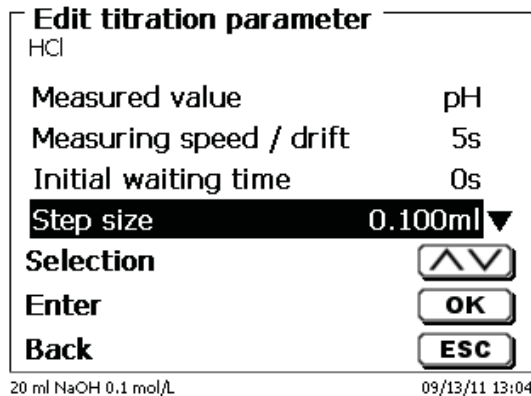 Edit titration parameter
HCl
Measured value pH
Measuring speed / drift 5s
Initial waiting time 0s
Step size 0.100ml
Selection
Enter OK
Back ESC
20 ml NaOH 0.1 mol/L 09/13/11 13:04